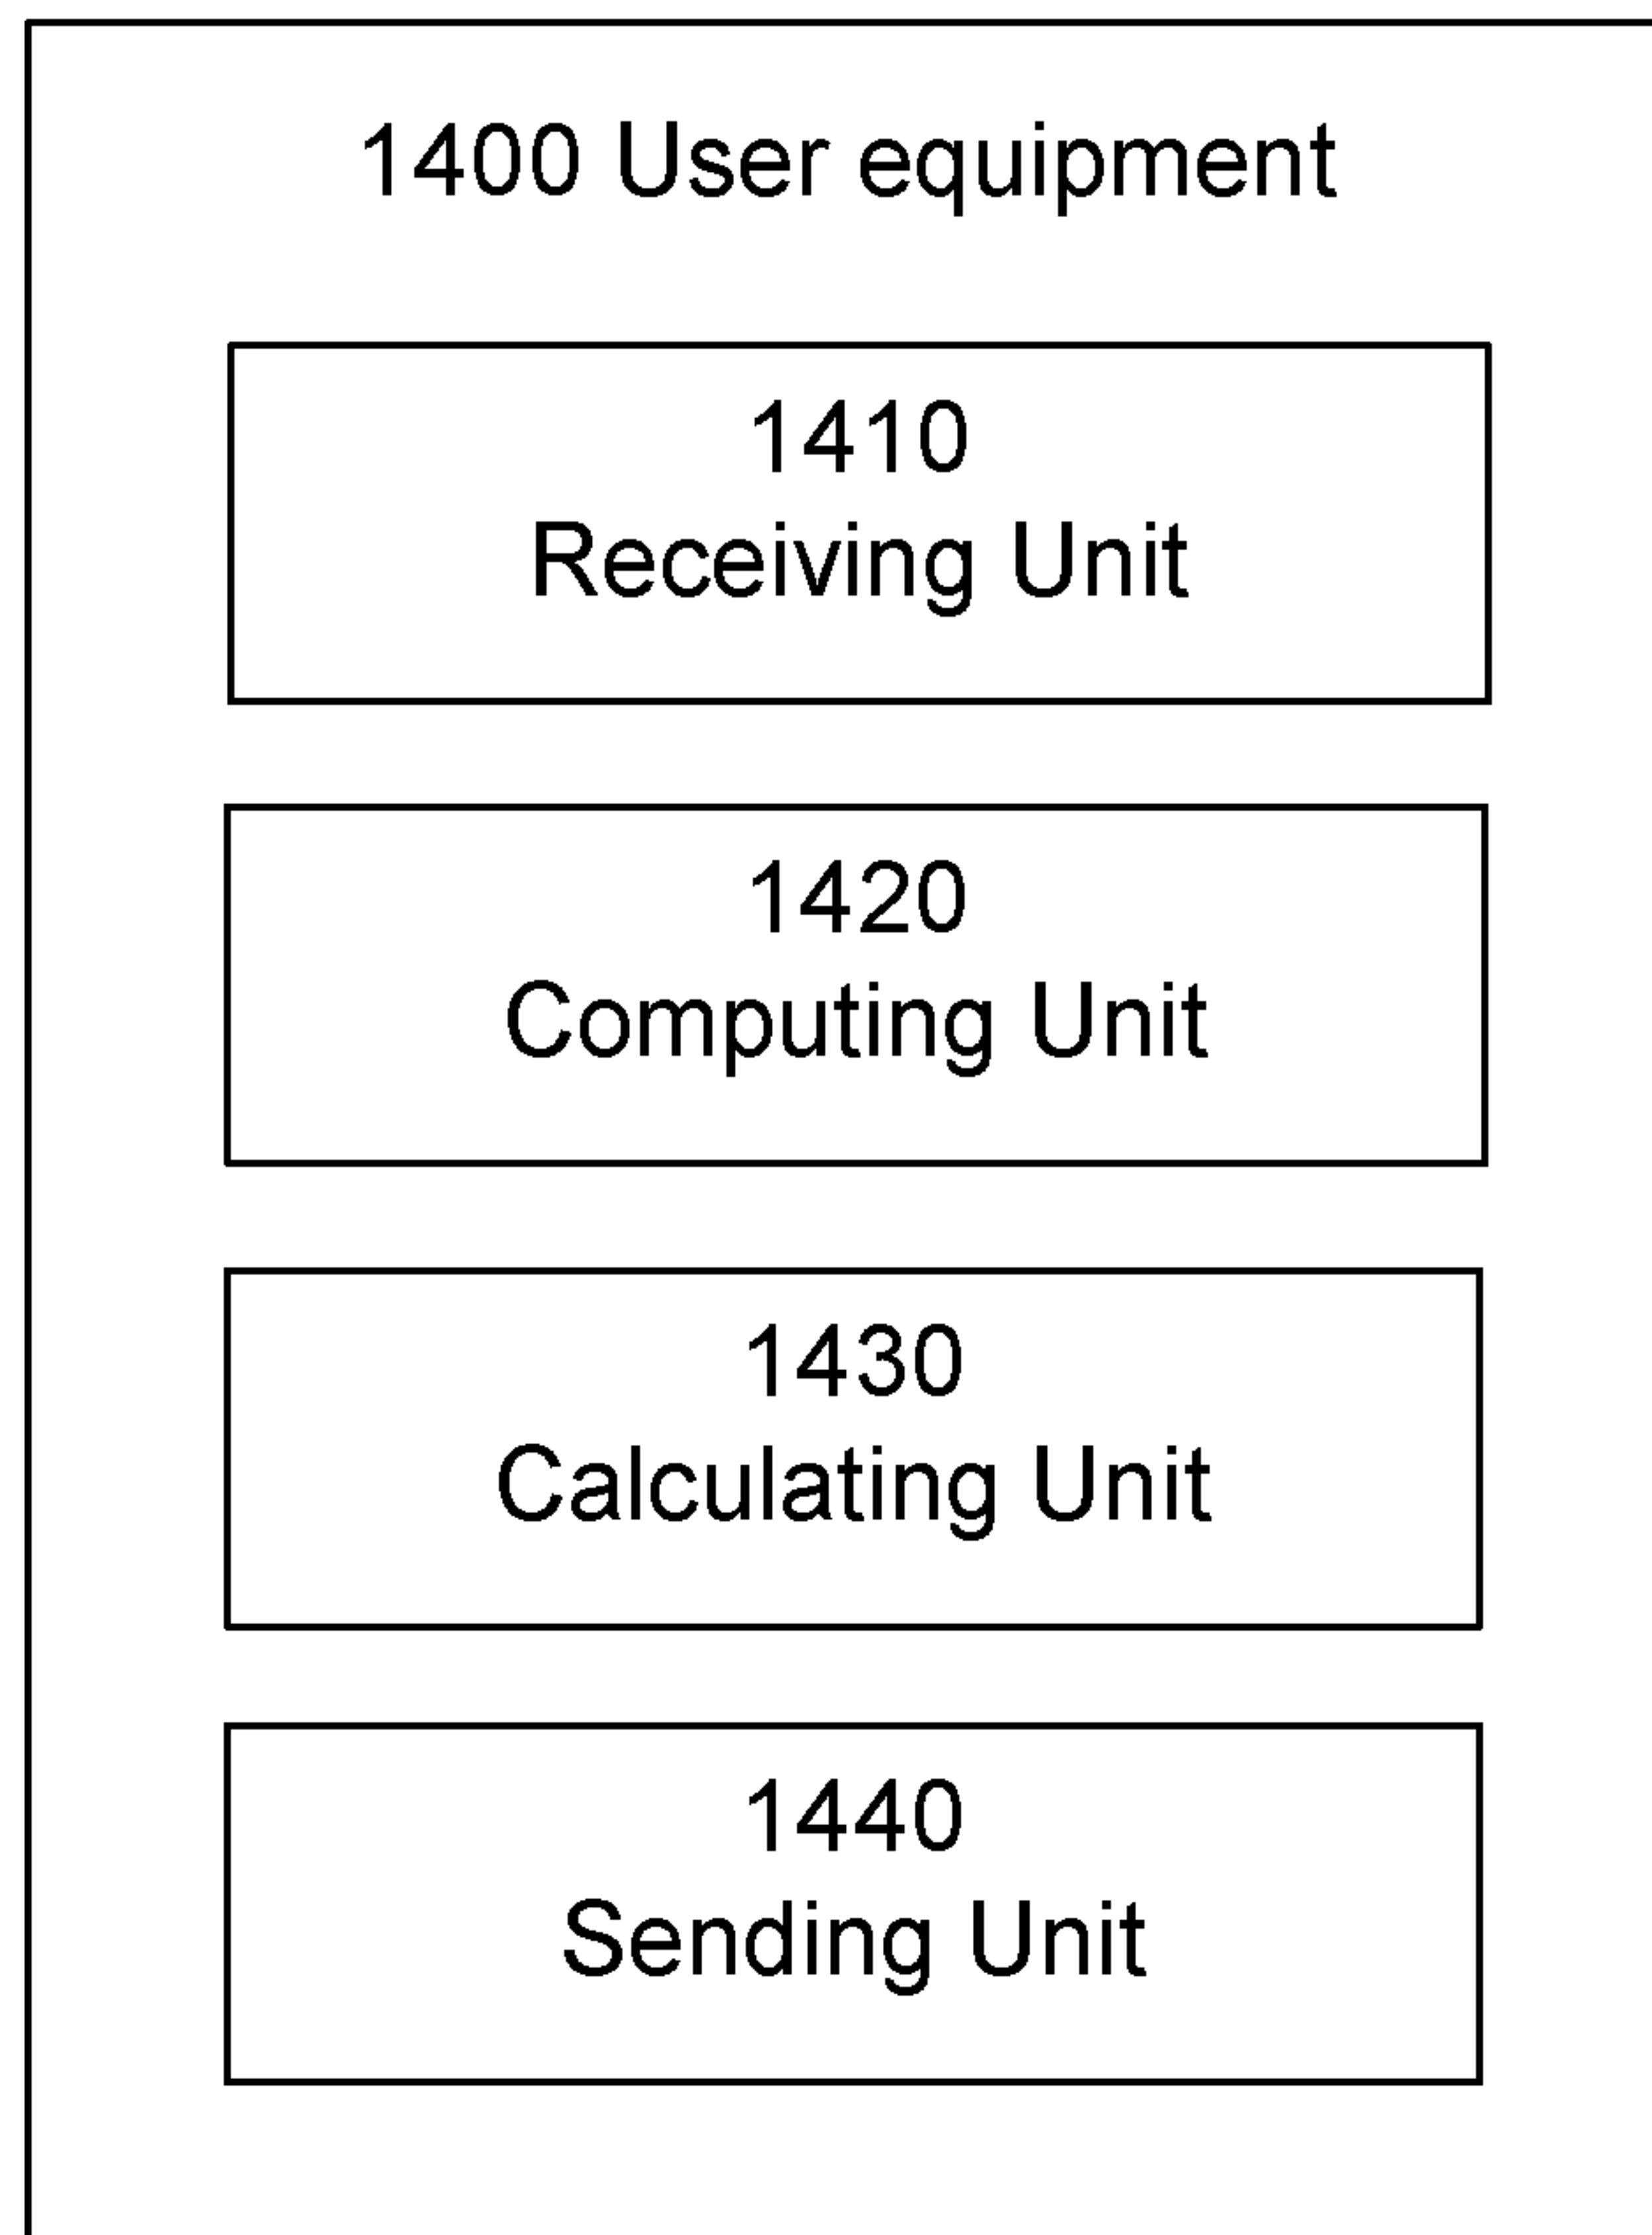 1400 User equipment
1410
Receiving Unit
1420
Computing Unit
1430
Calculating Unit
1440
Sending Unit